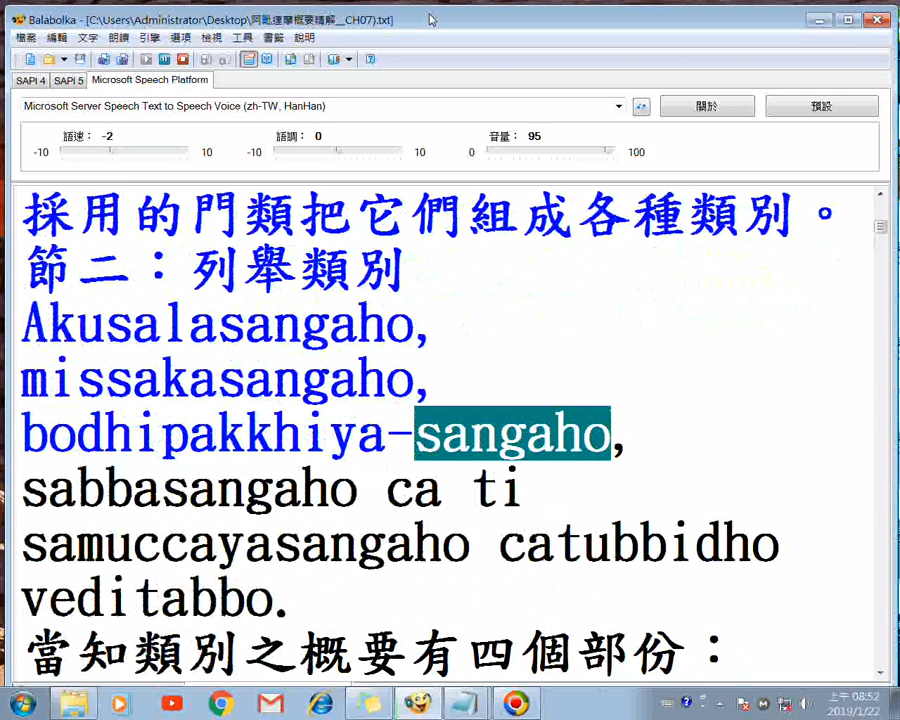 Balabolka - [C:\Users\Administrator\Desktop\阿毗達摩概要精解__CH07).txt]
檔案 編輯 文字 朗讀 引擎 選項 檢視 工具 書籤 說明
SAPI 4 SAPI 5 Microsoft Speech Platform
Microsoft Server Speech Text to Speech Voice (zh-TW, HanHan) 關於 預設
語速: -2 語調: 0 音量: 95
-10 10 -10 10 0 100
採用的門類把它們組成各種類別。
節二：列舉類別
Akusalasangaho,
missakasangaho,
bodhipakkhiya-sangaho,
sabbasangaho ca ti
samuccayasangaho catubbidho
veditabbo.
當知類別之概要有四個部份：
上午 08:52
2019/1/22